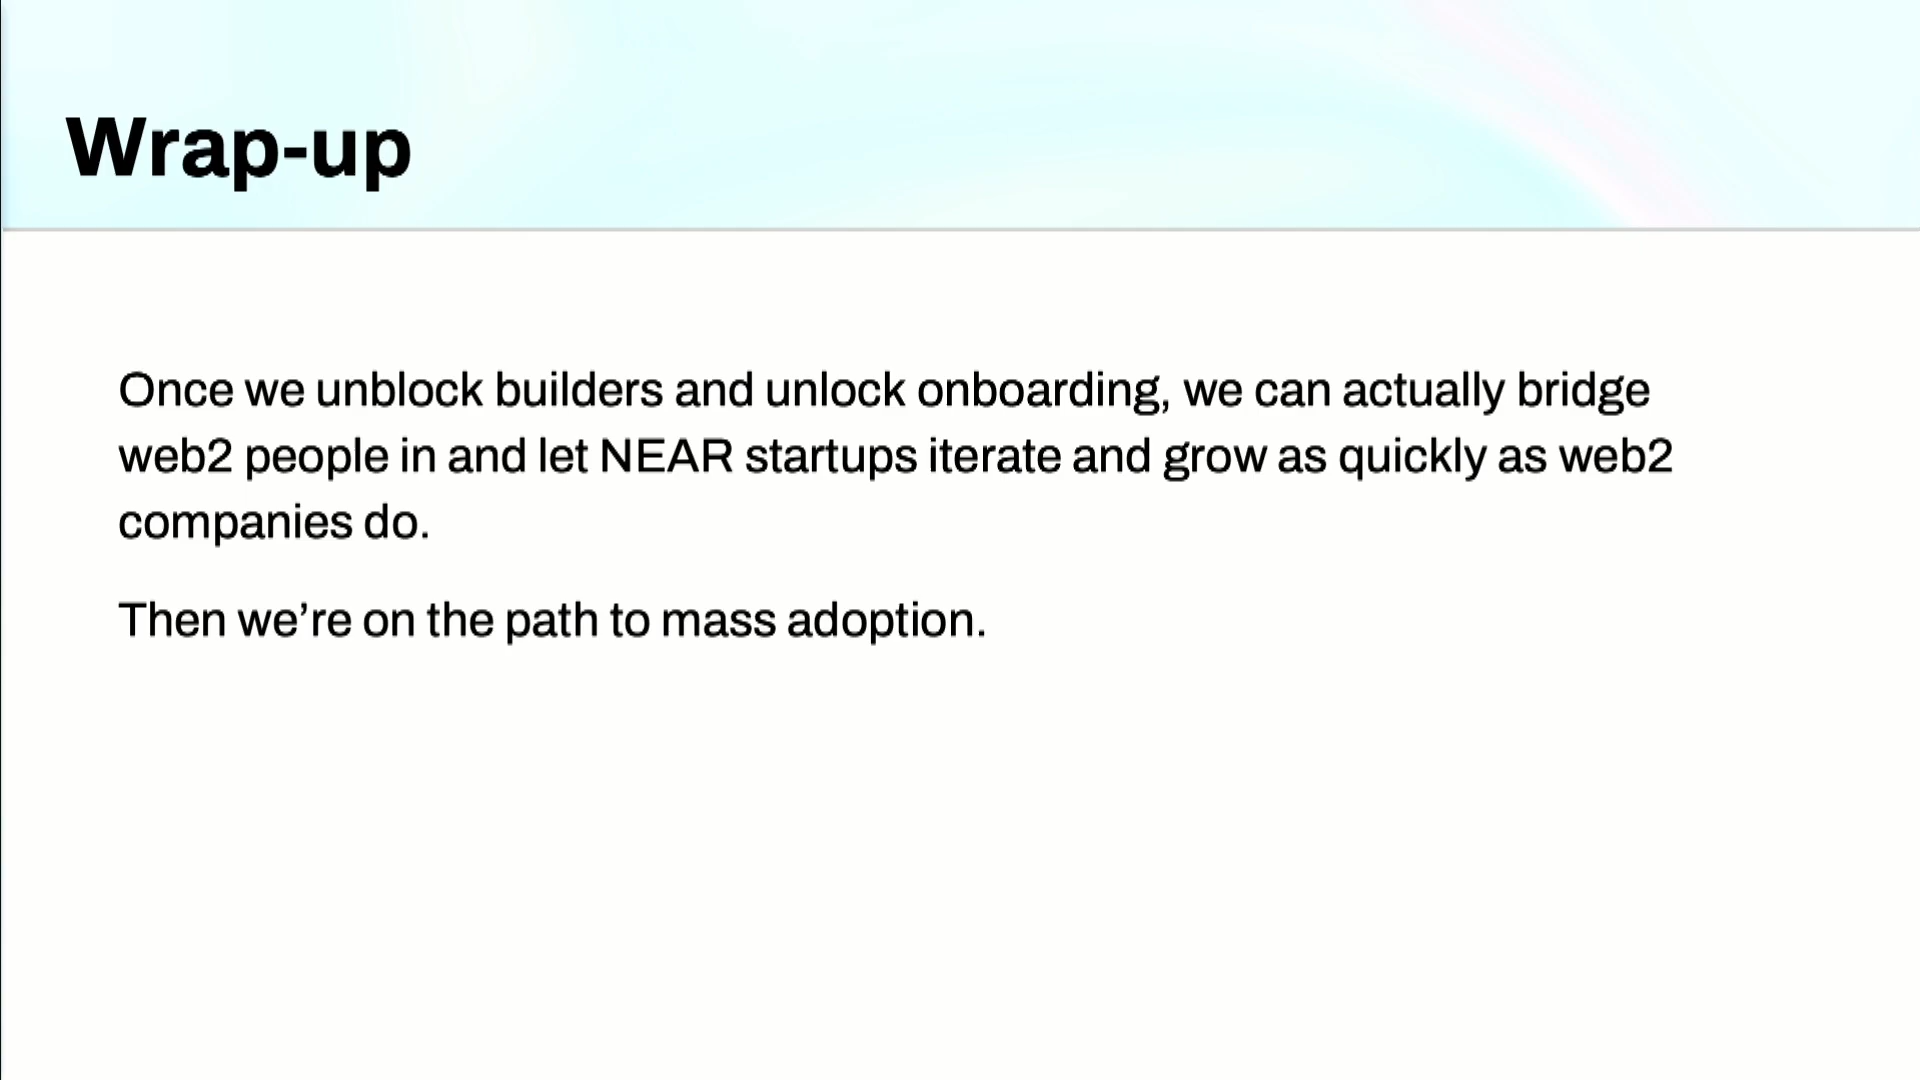 Wrap-up
Once we unblock builders and unlock onboarding, we can actually bridge
web2 people in and let NEAR startups iterate and grow as quickly as web2
companies do.
Then we’re on the path to mass adoption.